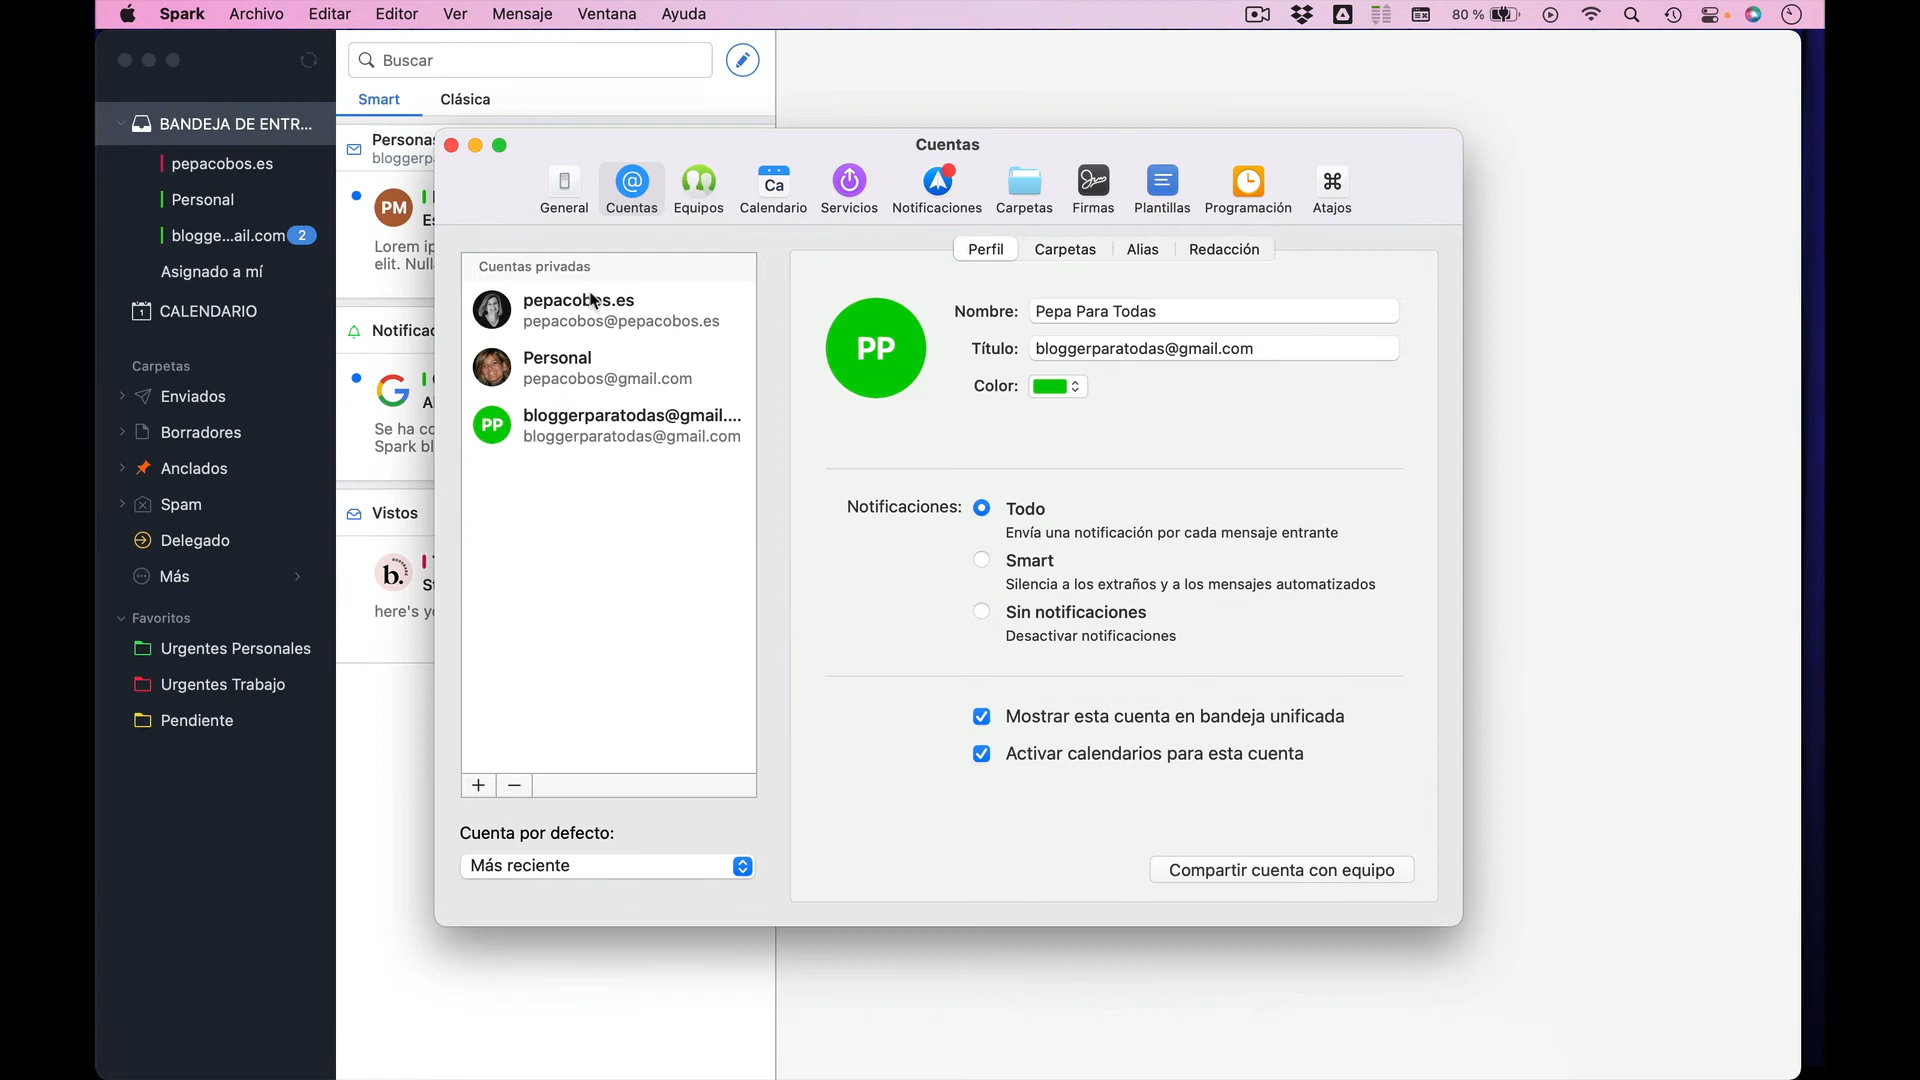 Spark Archivo Editar Editor Ver Mensaje Ventana Ayuda
80 %
Buscar
Smart Clásica
BANDEJA DE ENTR...
pepacobos.es
Personal
blogge...ail.com 2
Asignado a mí
CALENDARIO
Carpetas
Enviados
Borradores
Anclados
Spam
Delegado
Más
Favoritos
Urgentes Personales
Urgentes Trabajo
Pendiente
Personas
bloggerpa
PM
Es
Lorem ip
elit. Null
Notificac
Se ha co
Spark bl
Vistos
b.
here's yo
Cuentas
General Cuentas Equipos Calendario Servicios Notificaciones Carpetas Firmas Plantillas Programación Atajos
Cuentas privadas
pepacobos.es
pepacobos@pepacobos.es
Personal
pepacobos@gmail.com
PP
bloggerparatodas@gmail....
bloggerparatodas@gmail.com
Cuenta por defecto:
Más reciente
Perfil Carpetas Alias Redacción
PP
Nombre: Pepa Para Todas
Título: bloggerparatodas@gmail.com
Color:
Notificaciones: Todo
Envía una notificación por cada mensaje entrante
Smart
Silencia a los extraños y a los mensajes automatizados
Sin notificaciones
Desactivar notificaciones
Mostrar esta cuenta en bandeja unificada
Activar calendarios para esta cuenta
Compartir cuenta con equipo